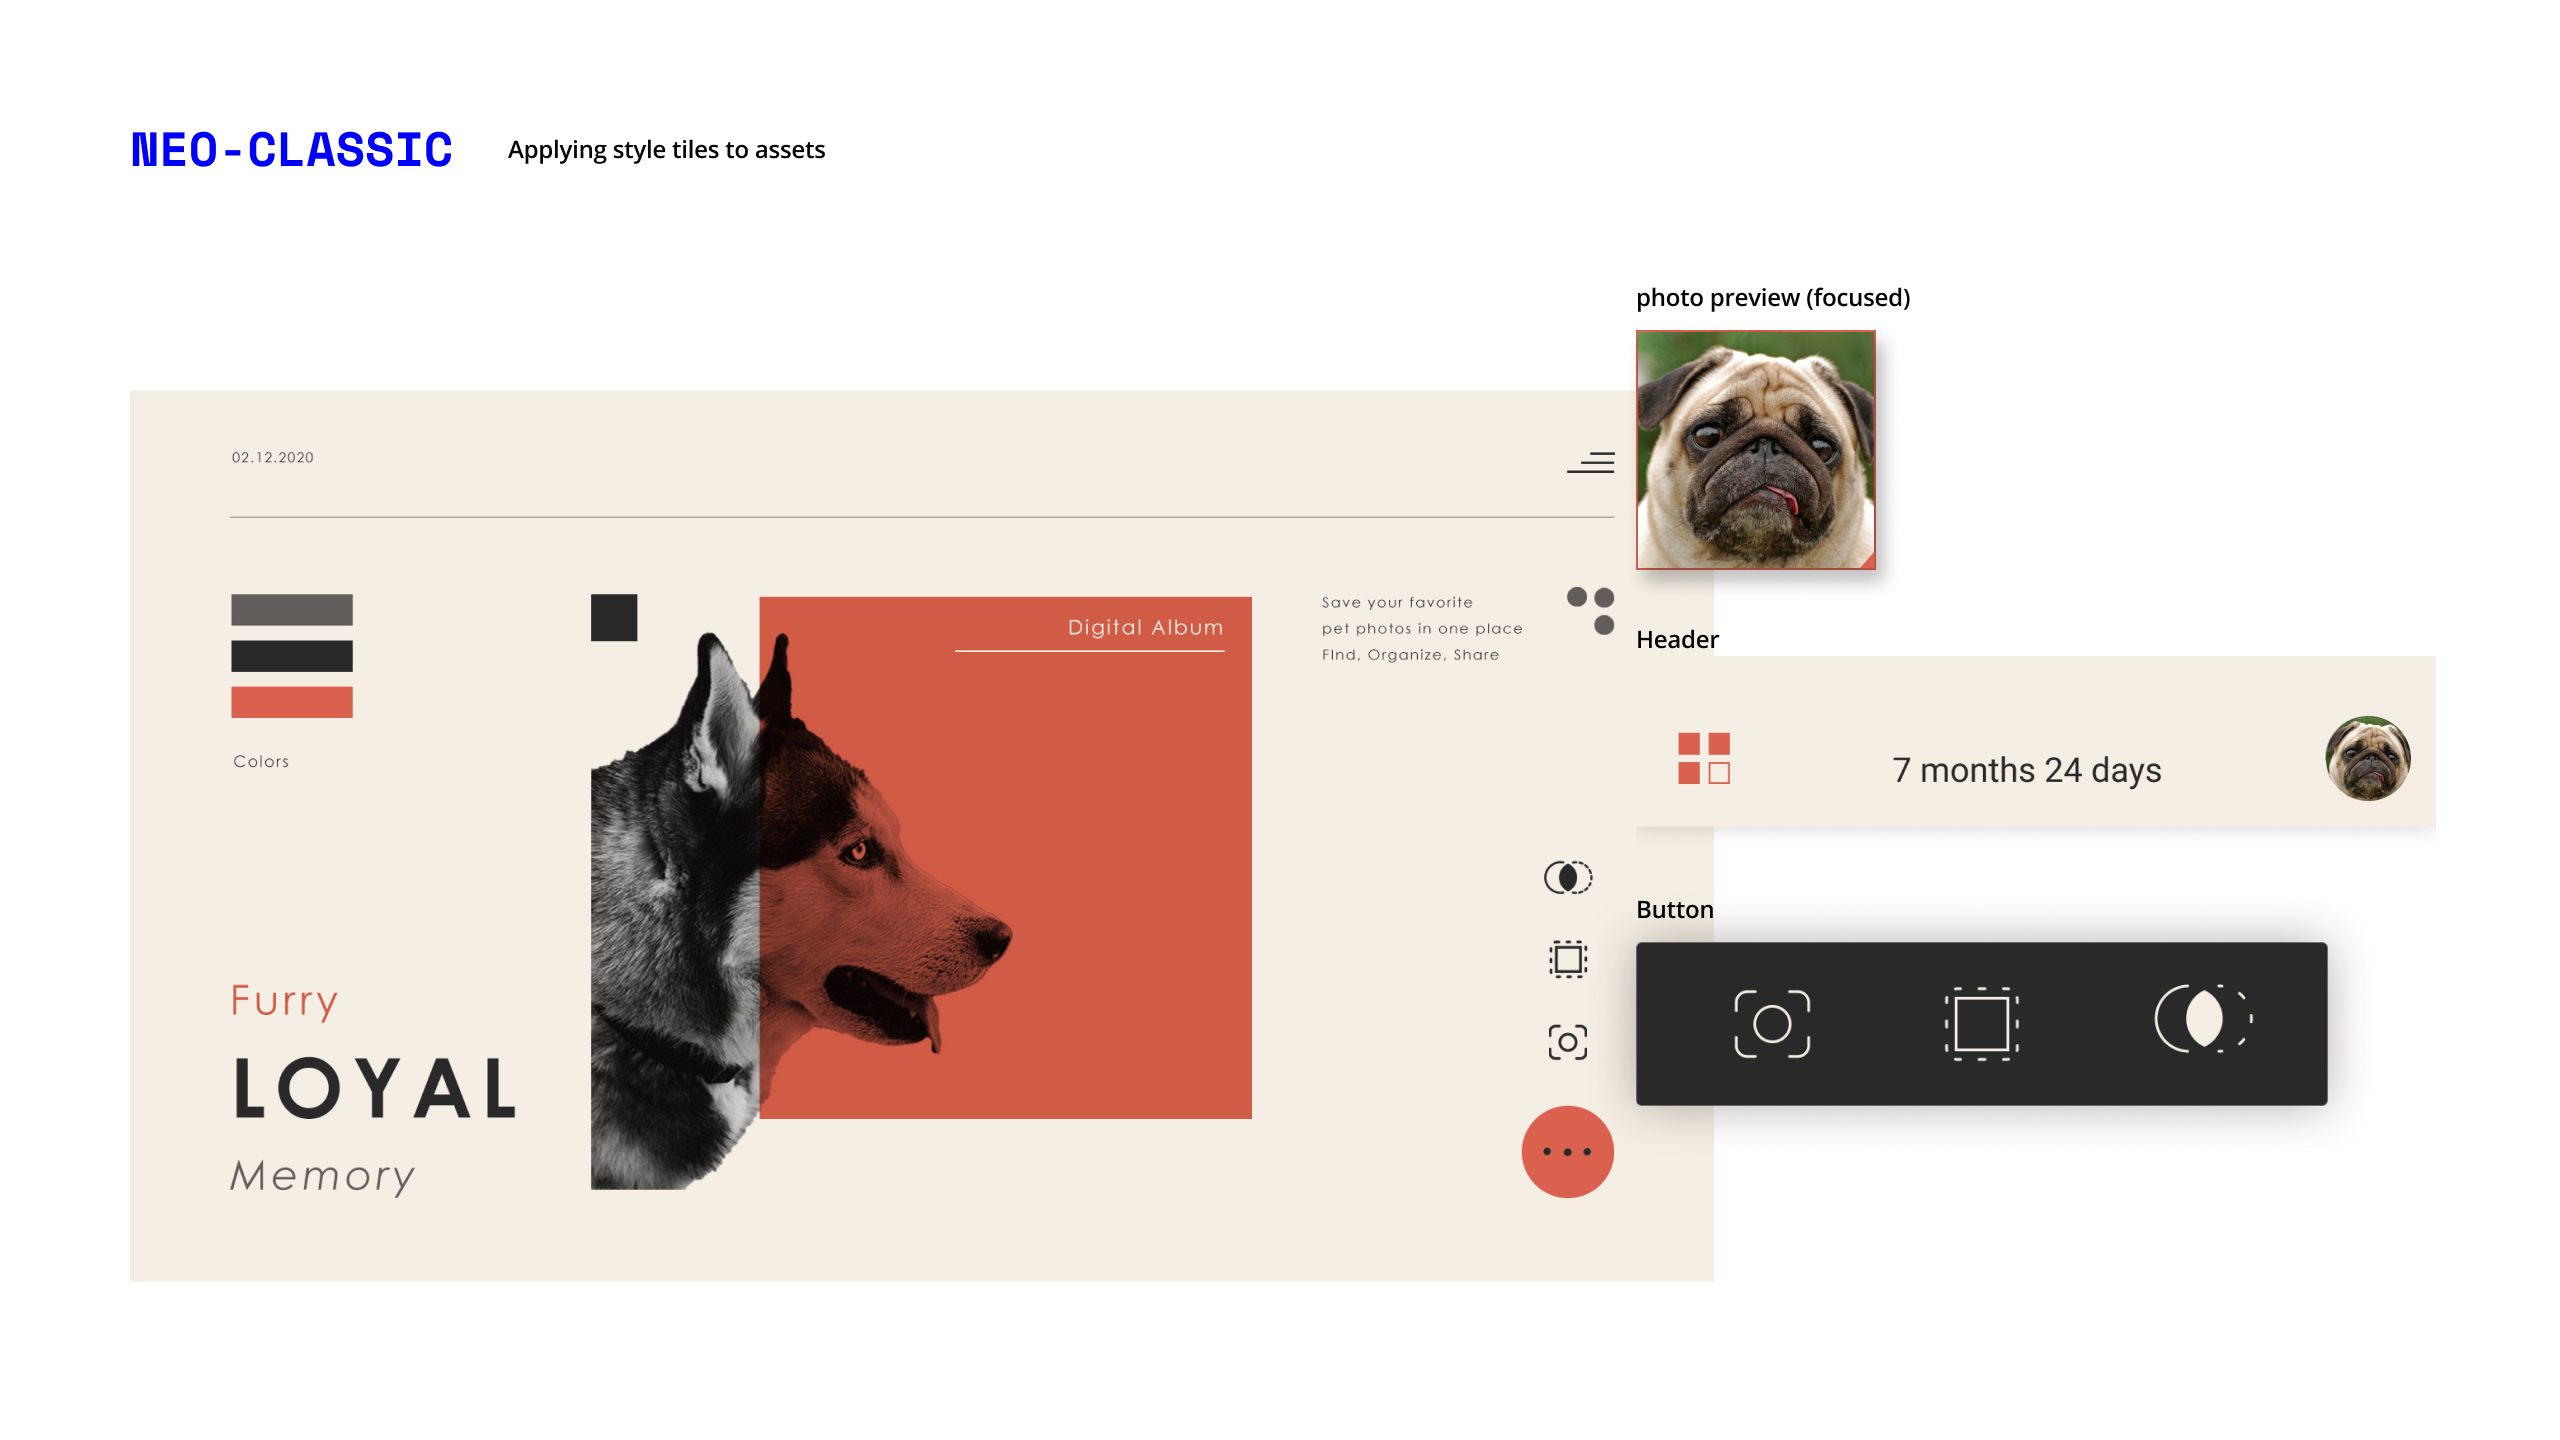 NEO-CLASSIC
Applying style tiles to assets
photo preview (focused)
02.12.2020
Digital Album
Save your favorite
pet photos in one place
FInd, Organize, Share
Header
7 months 24 days
Colors
Button
Furry
LOYAL
Memory